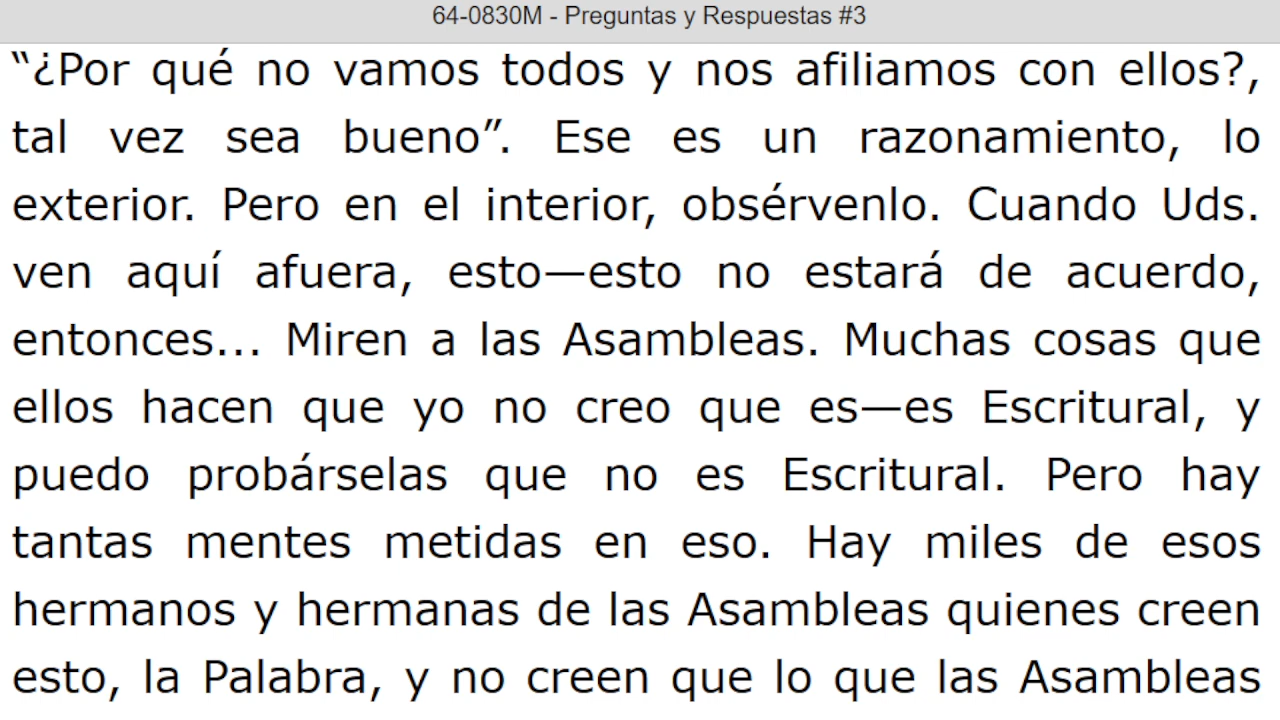 64-0830M - Preguntas y Respuestas #3
“¿Por qué no vamos todos y nos afiliamos con ellos?,
tal vez sea bueno”. Ese es un razonamiento, lo
exterior. Pero en el interior, obsérvenlo. Cuando Uds.
ven aquí afuera, esto—esto no estará de acuerdo,
entonces... Miren a las Asambleas. Muchas cosas que
ellos hacen que yo no creo que es—es Escritural, y
puedo probárselas que no es Escritural. Pero hay
tantas mentes metidas en eso. Hay miles de esos
hermanos y hermanas de las Asambleas quienes creen
esto, la Palabra, y no creen que lo que las Asambleas